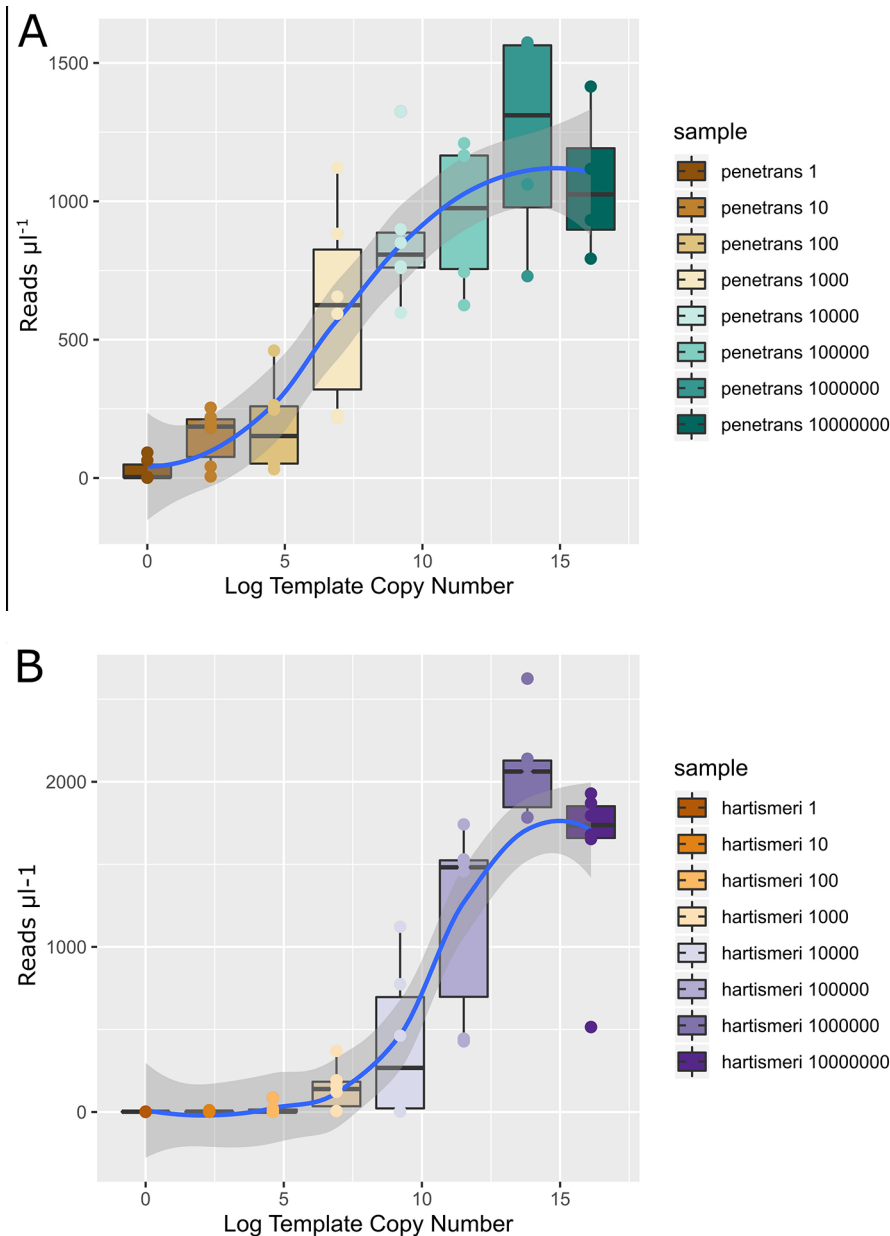 A
1500
1000
500
0
Reads µl⁻¹
0 5 10 15
Log Template Copy Number
sample
penetrans 1
penetrans 10
penetrans 100
penetrans 1000
penetrans 10000
penetrans 100000
penetrans 1000000
penetrans 10000000
B
2000
1000
0
Reads µl-1
0 5 10 15
Log Template Copy Number
sample
hartismeri 1
hartismeri 10
hartismeri 100
hartismeri 1000
hartismeri 10000
hartismeri 100000
hartismeri 1000000
hartismeri 10000000